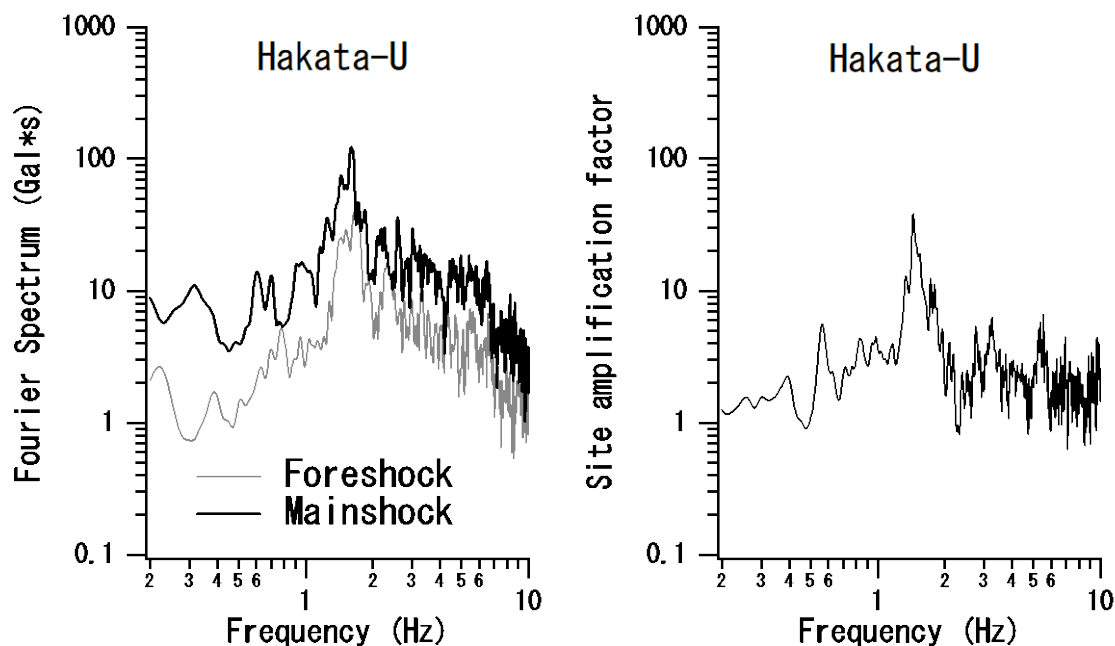 Hakata-U
Fourier Spectrum (Gal*s)
1000
100
10
1
0.1
Foreshock
Mainshock
2 3 4 5 6 2 3 4 5 6
1 10
Frequency (Hz)
Hakata-U
Site amplification factor
1000
100
10
1
0.1
2 3 4 5 6 2 3 4 5 6
1 10
Frequency (Hz)